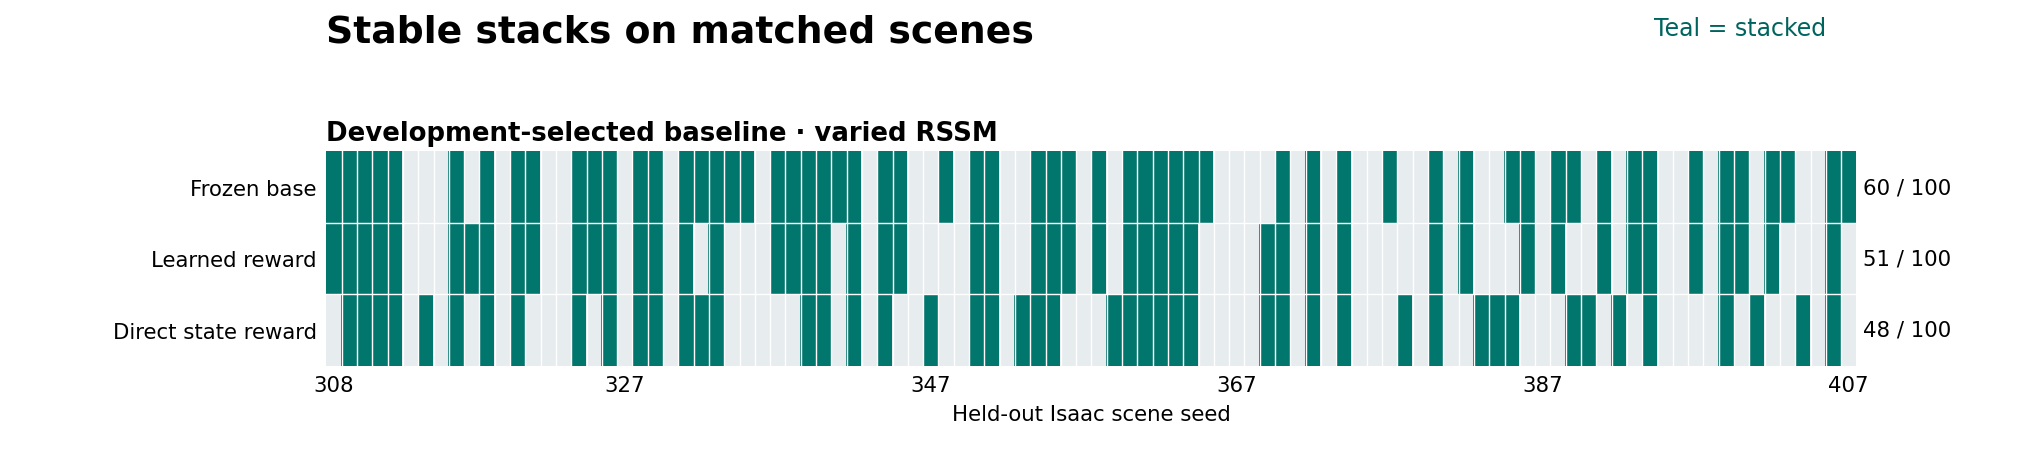 Stable stacks on matched scenes
Teal = stacked
Development-selected baseline · varied RSSM
Frozen base
60 / 100
Learned reward
51 / 100
Direct state reward
48 / 100
308 327 347 367 387 407
Held-out Isaac scene seed